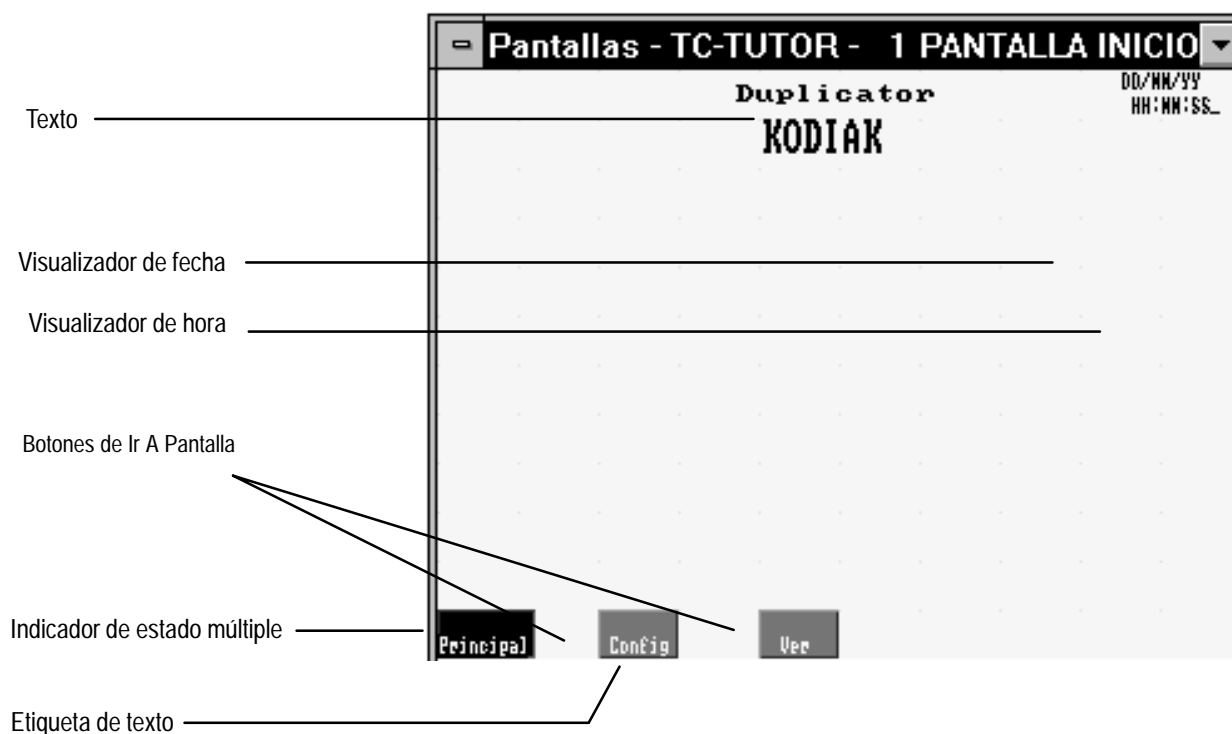 Pantallas - TC-TUTOR - 1 PANTALLA INICIO
DD/MM/YY
HH:MM:SS_
Duplicator
KODIAK
Texto
Visualizador de fecha
Visualizador de hora
Botones de Ir A Pantalla
Indicador de estado múltiple
Principal
Config
Ver
Etiqueta de texto